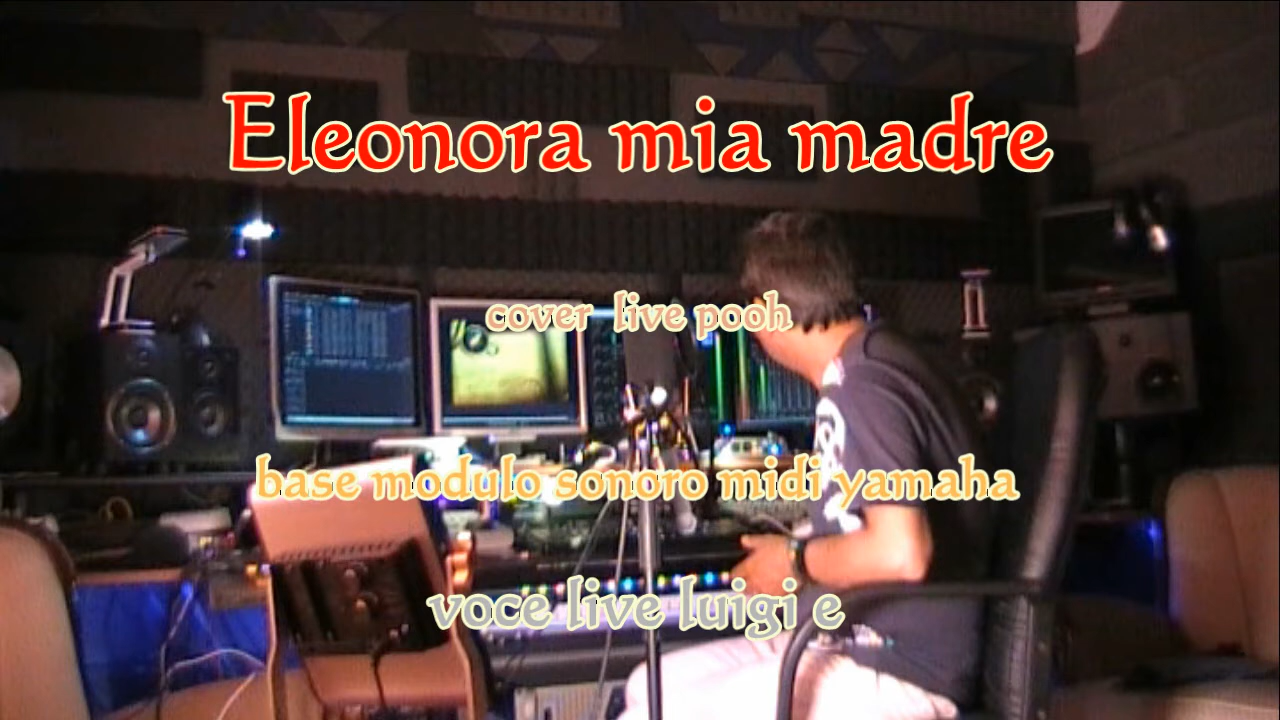 Eleonora mia madre
cover live pooh
base modulo sonoro midi yamaha
voce live luigi e